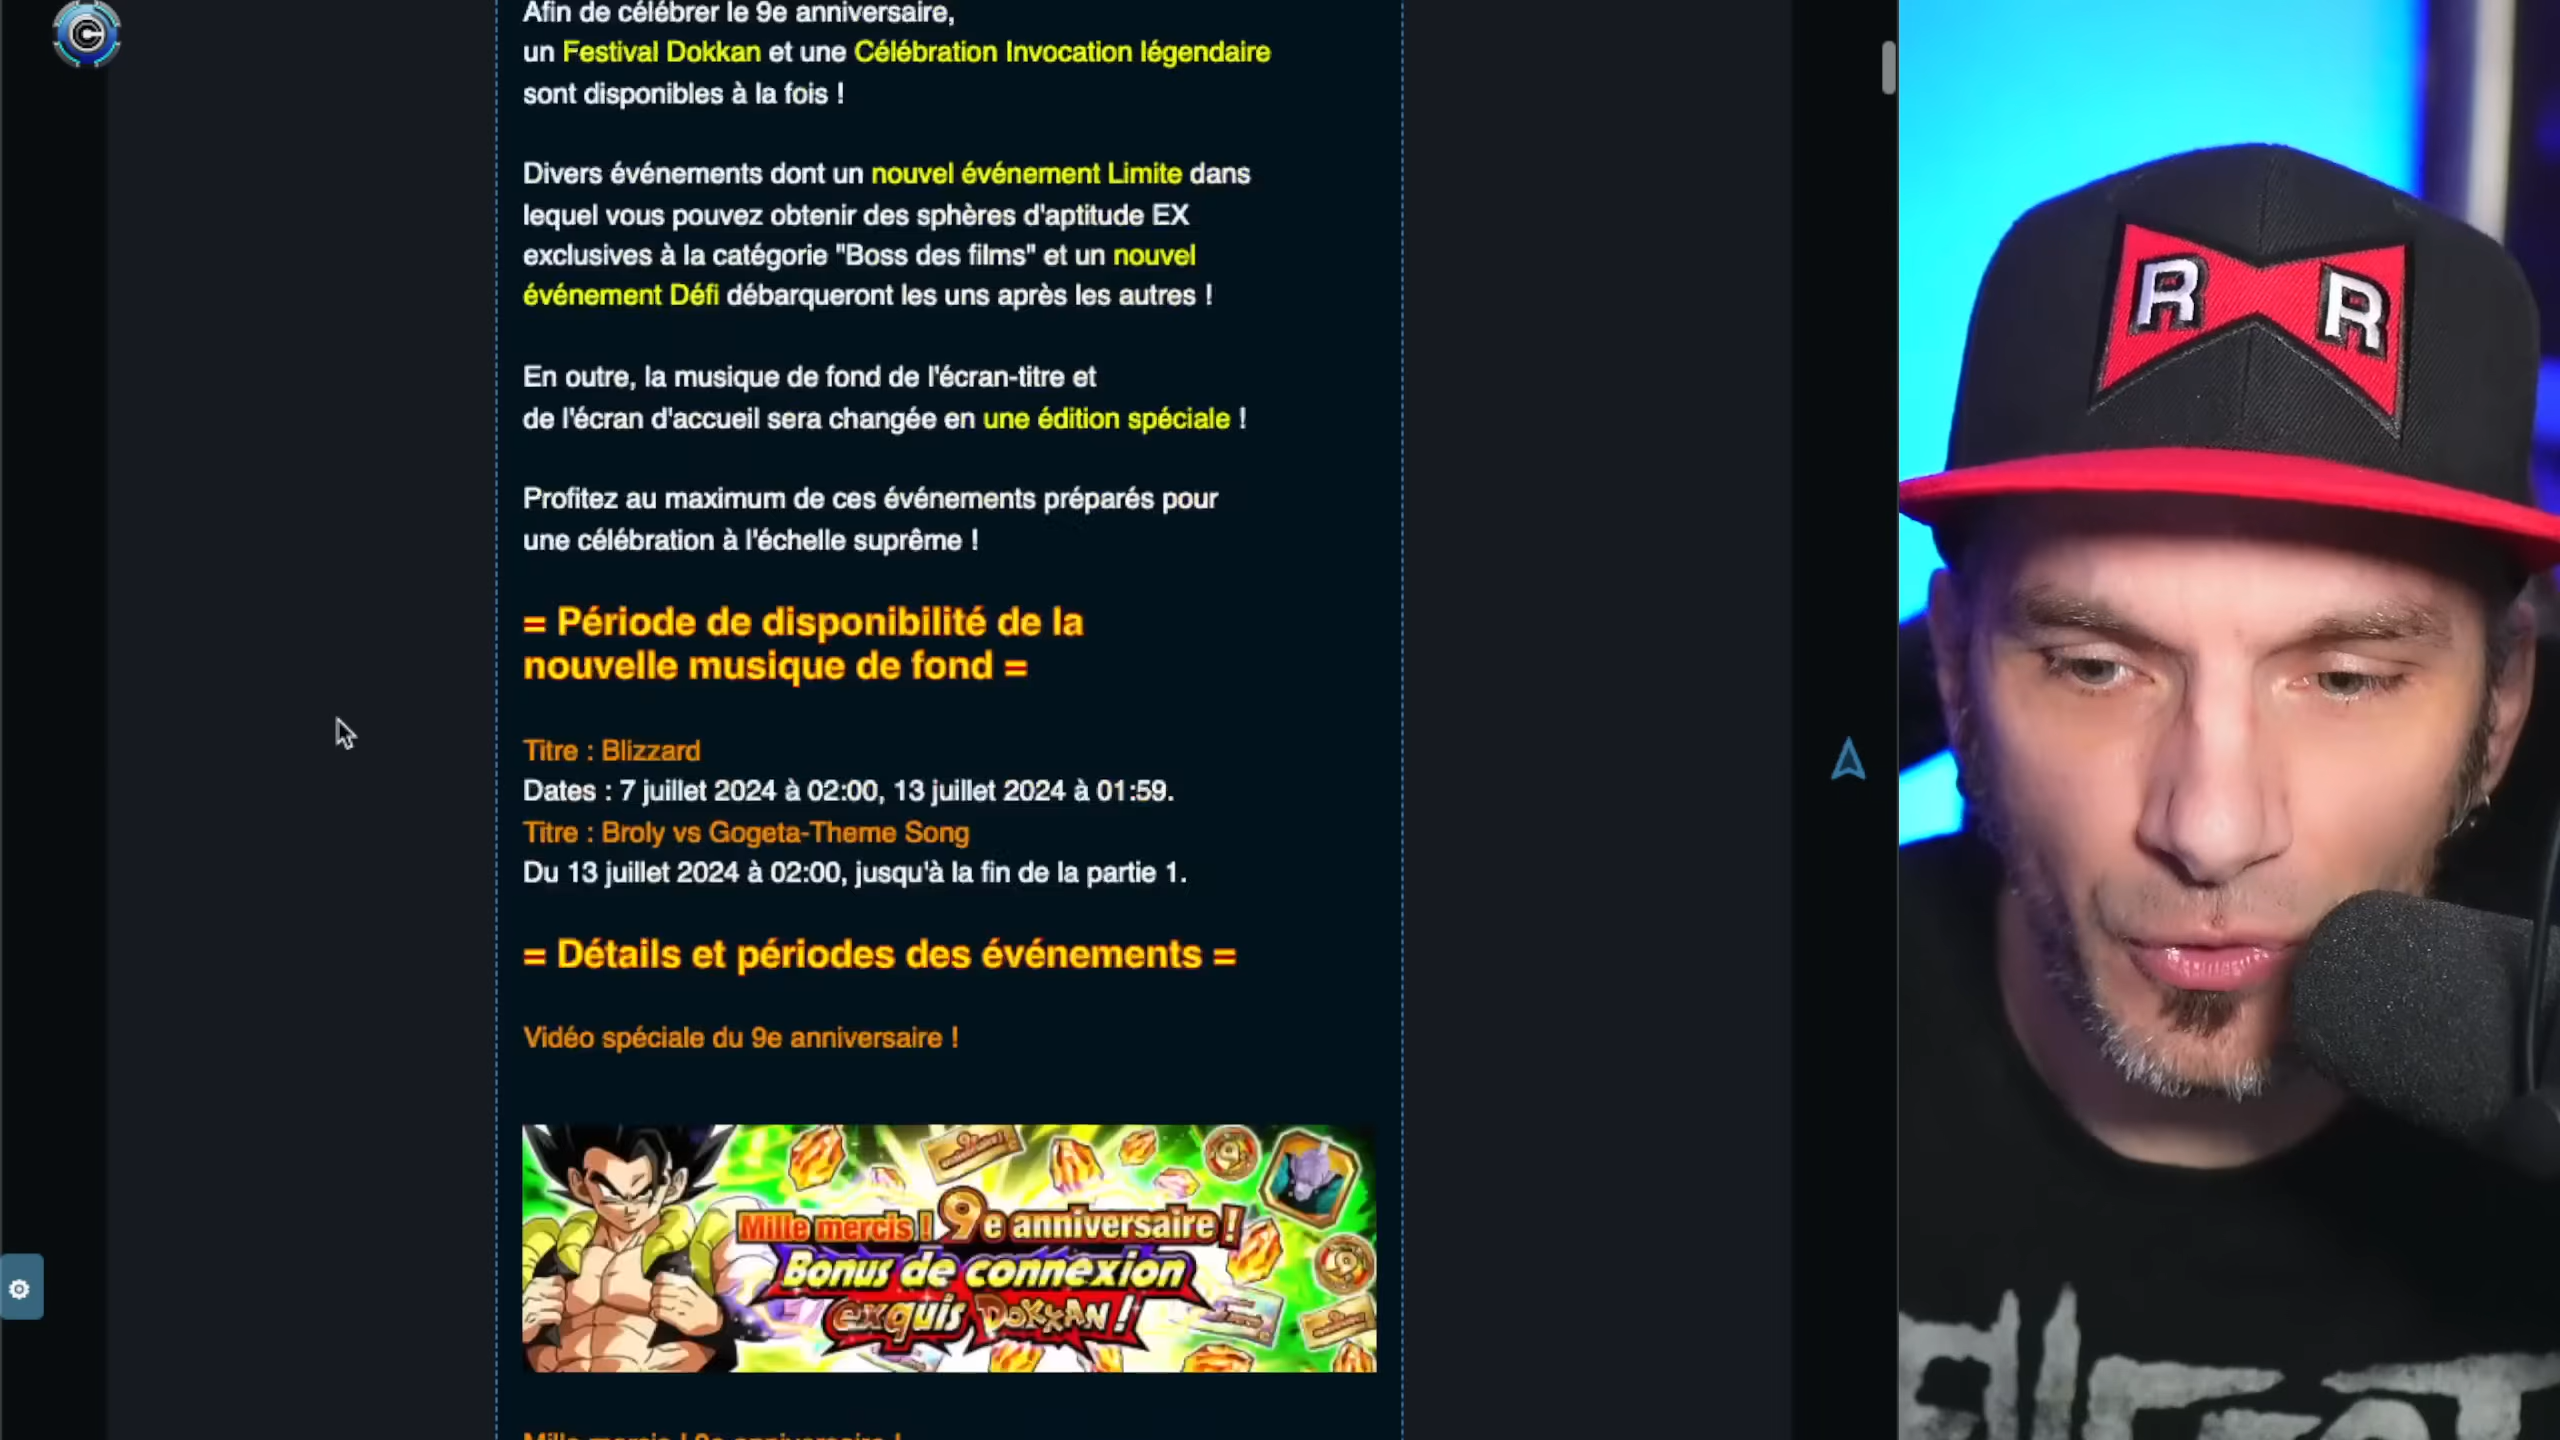 Afin de célébrer le 9e anniversaire,
un Festival Dokkan et une Célébration Invocation légendaire
sont disponibles à la fois !
Divers événements dont un nouvel événement Limite dans
lequel vous pouvez obtenir des sphères d'aptitude EX
exclusives à la catégorie "Boss des films" et un nouvel
événement Défi débarqueront les uns après les autres !
En outre, la musique de fond de l'écran-titre et
de l'écran d'accueil sera changée en une édition spéciale !
Profitez au maximum de ces événements préparés pour
une célébration à l'échelle suprême !
= Période de disponibilité de la
nouvelle musique de fond =
Titre : Blizzard
Dates : 7 juillet 2024 à 02:00, 13 juillet 2024 à 01:59.
Titre : Broly vs Gogeta-Theme Song
Du 13 juillet 2024 à 02:00, jusqu'à la fin de la partie 1.
= Détails et périodes des événements =
Vidéo spéciale du 9e anniversaire !
Mille mercis ! 9e anniversaire !
Bonus de connexion
exquis DOKKAN !
Mille mercis ! 9e anniversaire !
R R